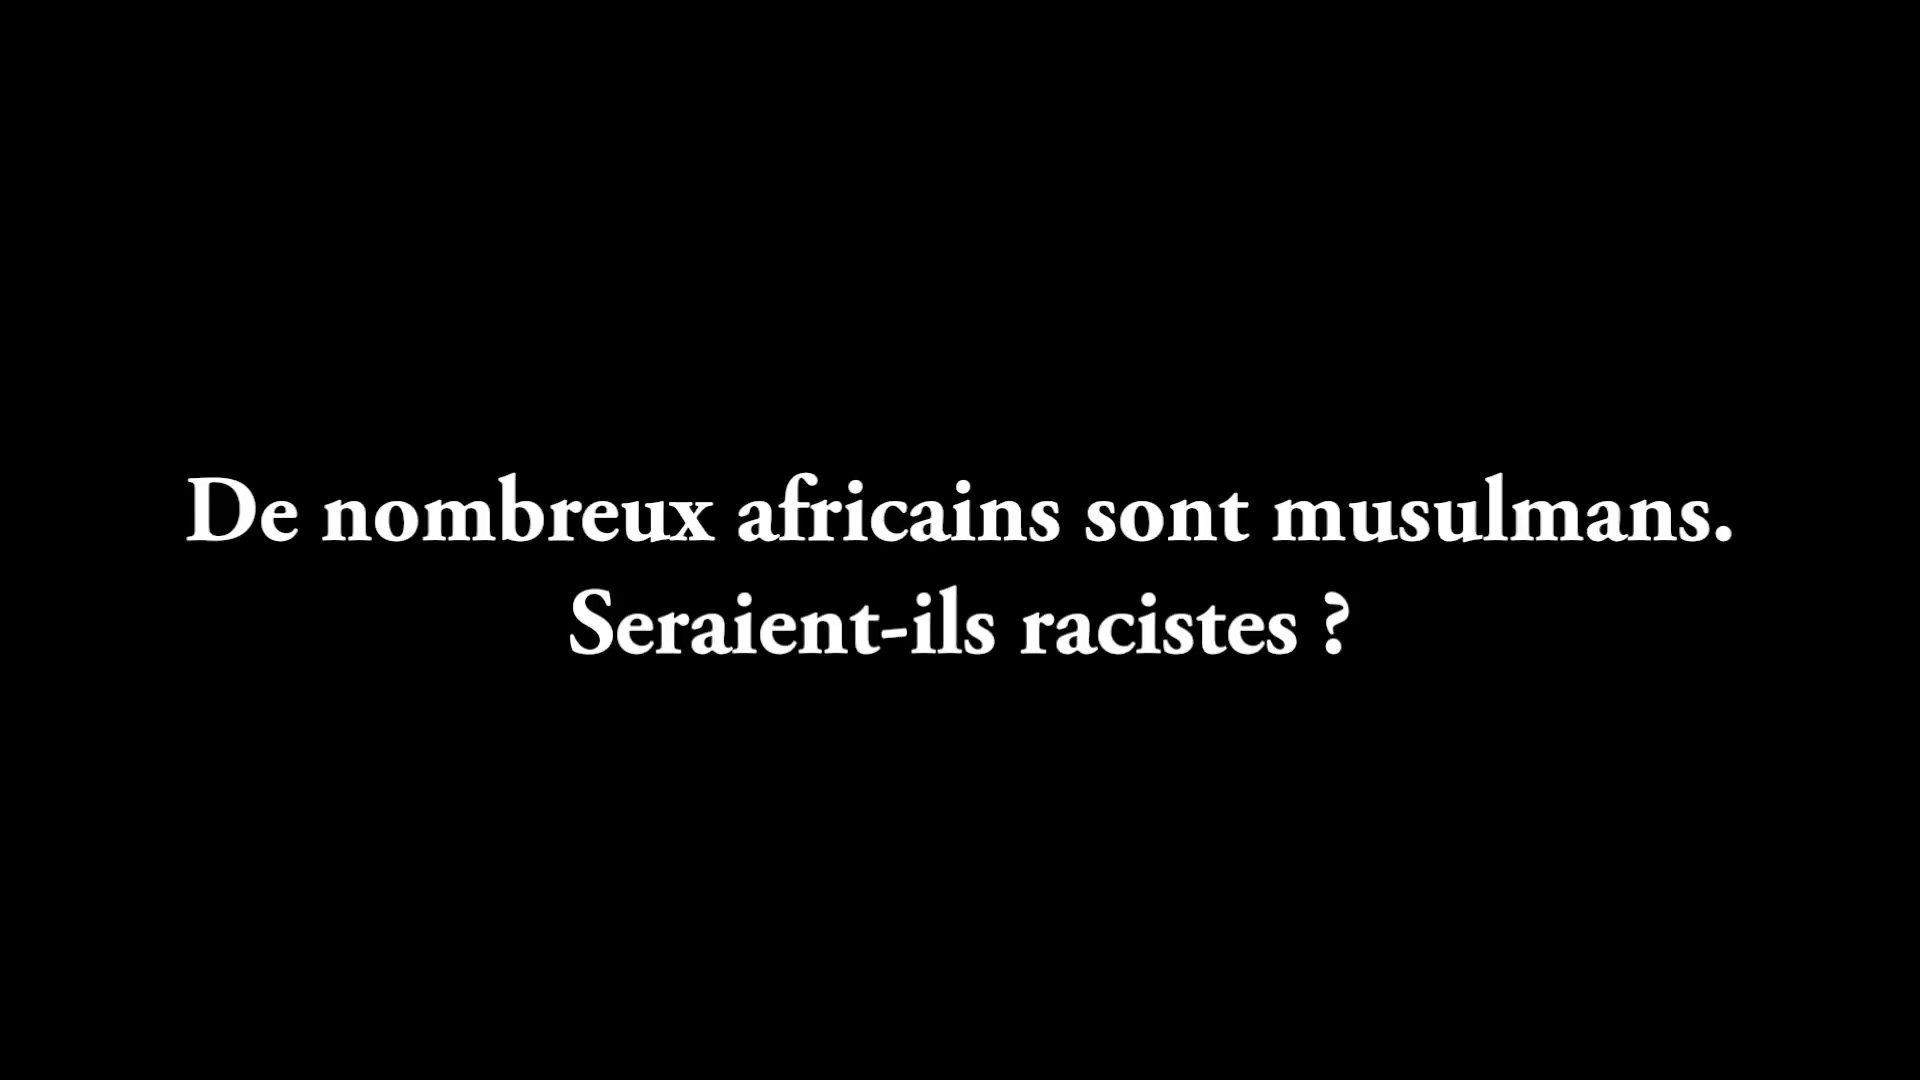 De nombreux africains sont musulmans.
Seraient-ils racistes ?